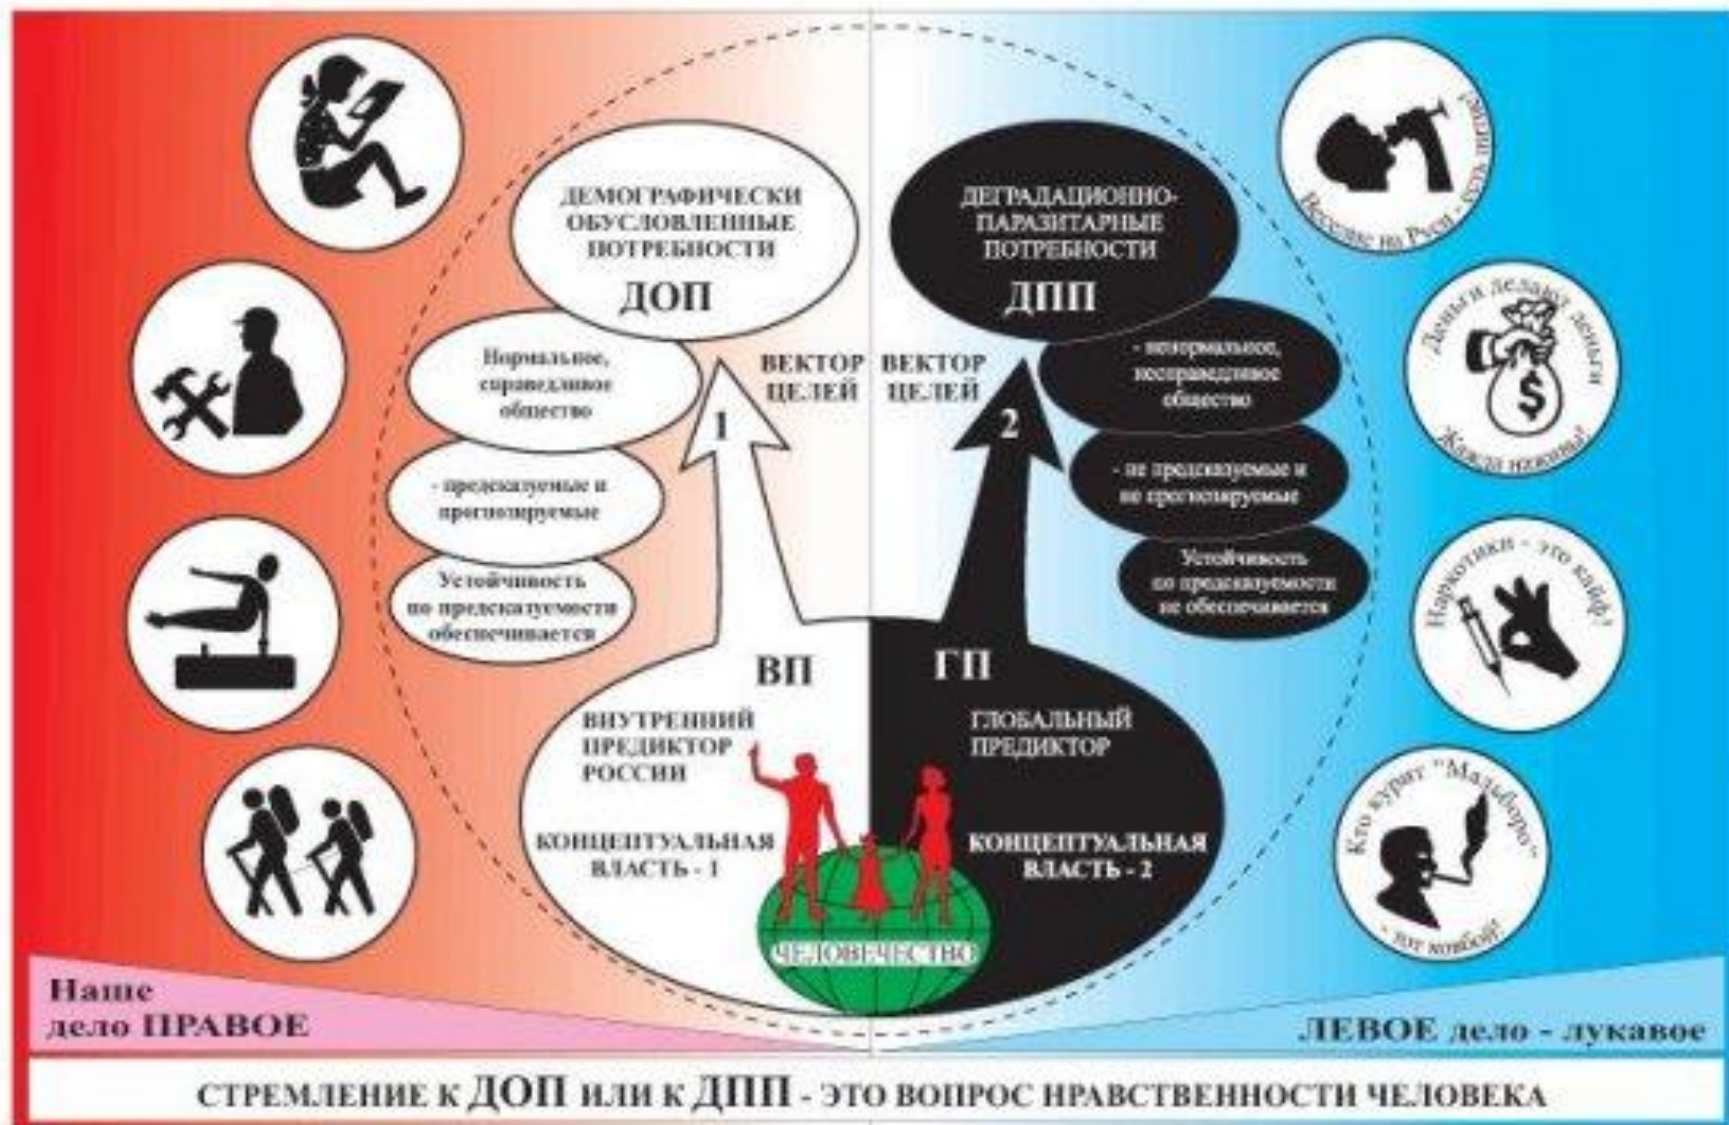 ДЕМОГРАФИЧЕСКИ
ОБУСЛОВЛЕННЫЕ
ПОТРЕБНОСТИ
ДОП
Нормальное,
справедливое
общество
- предсказуемые и
прогнозируемые
Устойчивость
по предсказуемости
обеспечивается
ВЕКТОР
ЦЕЛЕЙ
1
ВЕКТОР
ЦЕЛЕЙ
2
ДЕГРАДАЦИОННО-
ПАРАЗИТАРНЫЕ
ПОТРЕБНОСТИ
ДПП
- ненормальное,
несправедливое
общество
- не предсказуемые и
не прогнозируемые
Устойчивость
по предсказуемости
не обеспечивается
Веселие на Руси - есть питие!
Деньги делают деньги
Жажда наживы!
Наркотики - это кайф!
Кто курит "Мальборо"
- тот ковбой!
ВП
ВНУТРЕННИЙ
ПРЕДИКТОР
РОССИИ
КОНЦЕПТУАЛЬНАЯ
ВЛАСТЬ - 1
ГП
ГЛОБАЛЬНЫЙ
ПРЕДИКТОР
КОНЦЕПТУАЛЬНАЯ
ВЛАСТЬ - 2
ЧЕЛОВЕЧЕСТВО
Наше
дело ПРАВОЕ
ЛЕВОЕ дело - лукавое
СТРЕМЛЕНИЕ К ДОП ИЛИ К ДПП - ЭТО ВОПРОС НРАВСТВЕННОСТИ ЧЕЛОВЕКА